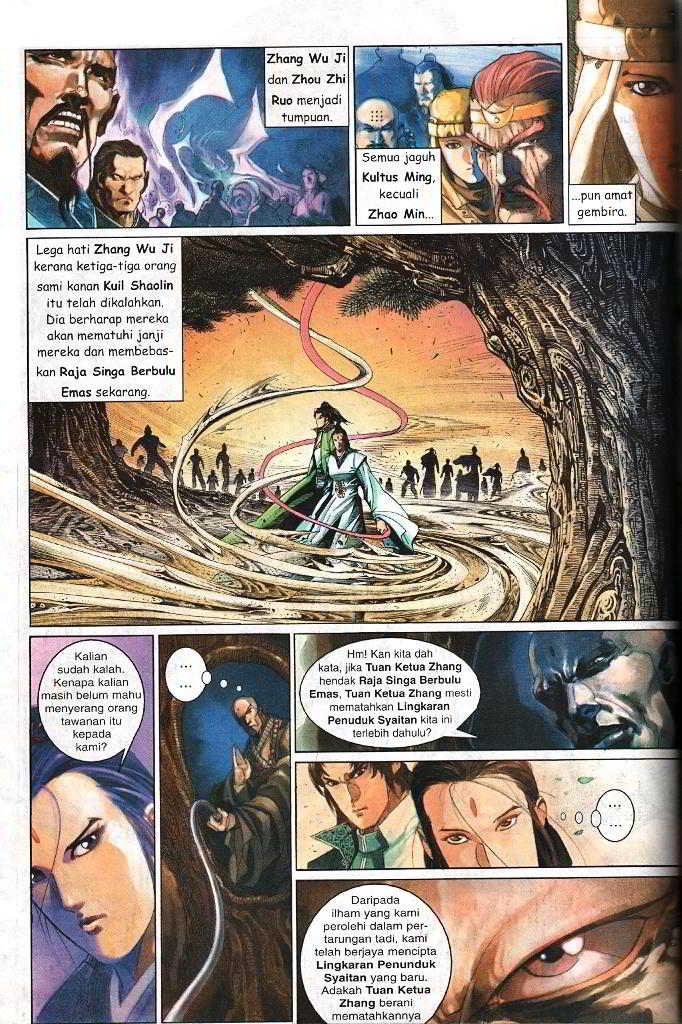 Zhang Wu Ji
dan Zhou Zhi
Ruo menjadi
tumpuan.
Semua jaguh
Kultus Ming,
kecuali
Zhao Min...
...pun amat
gembira.
Lega hati Zhang Wu Ji
kerana ketiga-tiga orang
sami kanan Kuil Shaolin
itu telah dikalahkan.
Dia berharap mereka
akan mematuhi janji
mereka dan membebas-
kan Raja Singa Berbulu
Emas sekarang.
Kalian
sudah kalah.
Kenapa kalian
masih belum mahu
menyerang orang
tawanan itu
kepada
kami?
...
...
Hm! Kan kita dah
kata, jika Tuan Ketua Zhang
hendak Raja Singa Berbulu
Emas, Tuan Ketua Zhang mesti
mematahkan Lingkaran
Penuduk Syaitan kita ini
terlebih dahulu?
...
...
Daripada
ilham yang kami
perolehi dalam per-
tarungan tadi, kami
telah berjaya mencipta
Lingkaran Penunduk
Syaitan yang baru.
Adakah Tuan Ketua
Zhang berani
mematahkannya